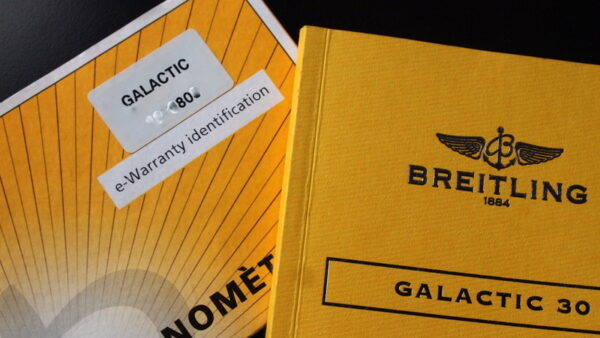 GALACTIC
e-Warranty identification
NOMÈT
BREITLING
1884
GALACTIC 30